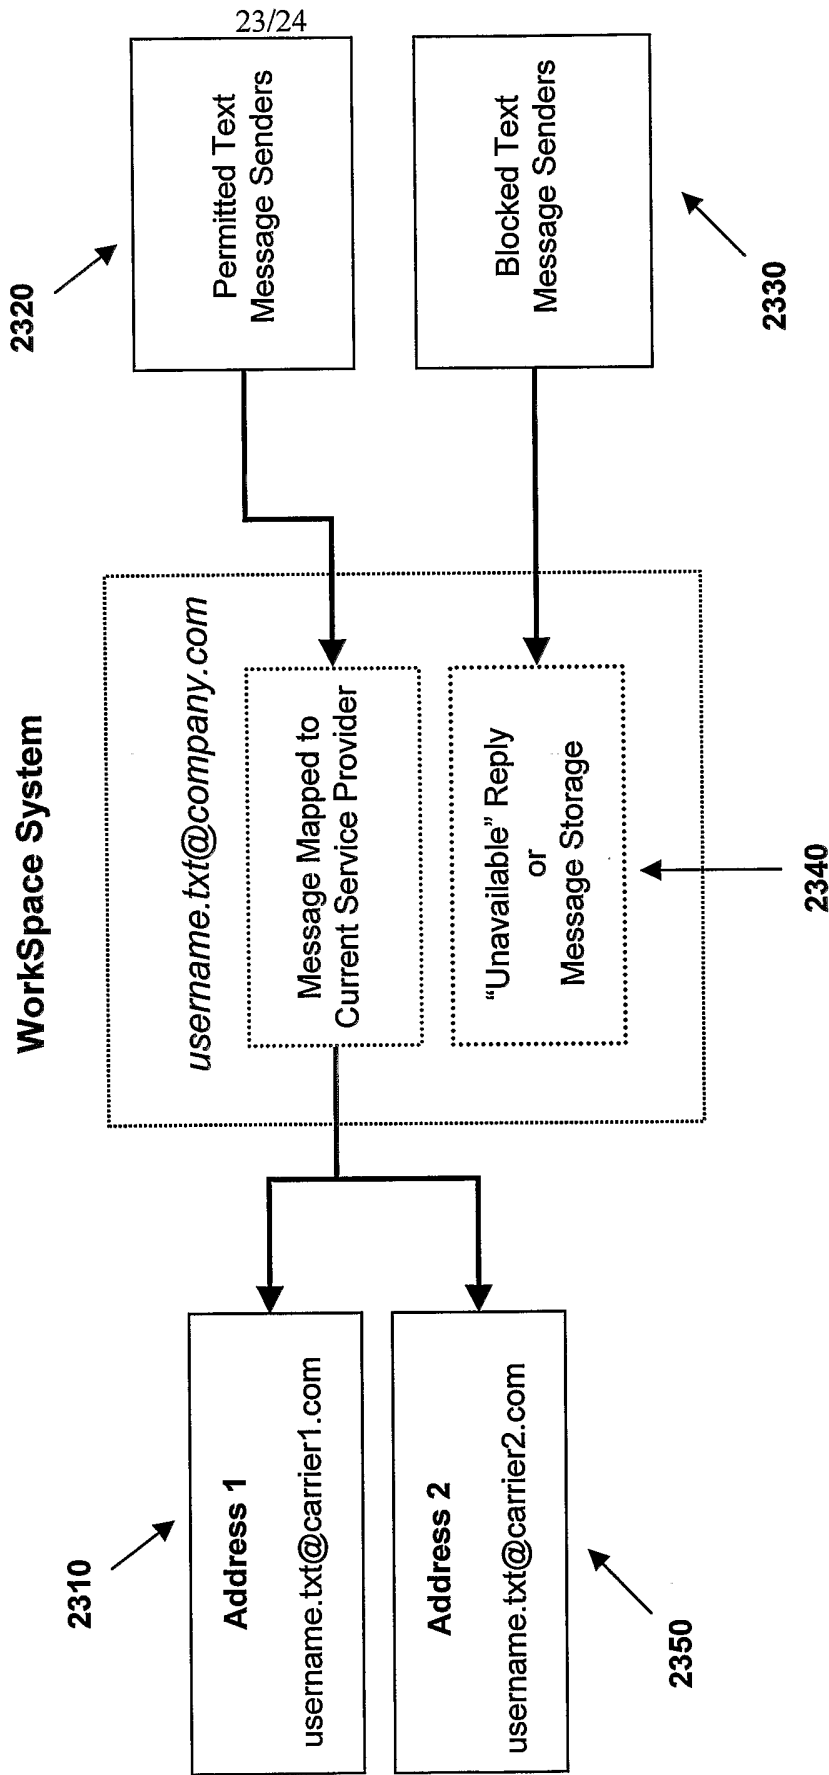 23/24
WorkSpace System
2310
Address 1
username.txt@carrier1.com
Address 2
username.txt@carrier2.com
2350
username.txt@company.com
Message Mapped to
Current Service Provider
“Unavailable” Reply
or
Message Storage
2340
2320
Permitted Text
Message Senders
Blocked Text
Message Senders
2330